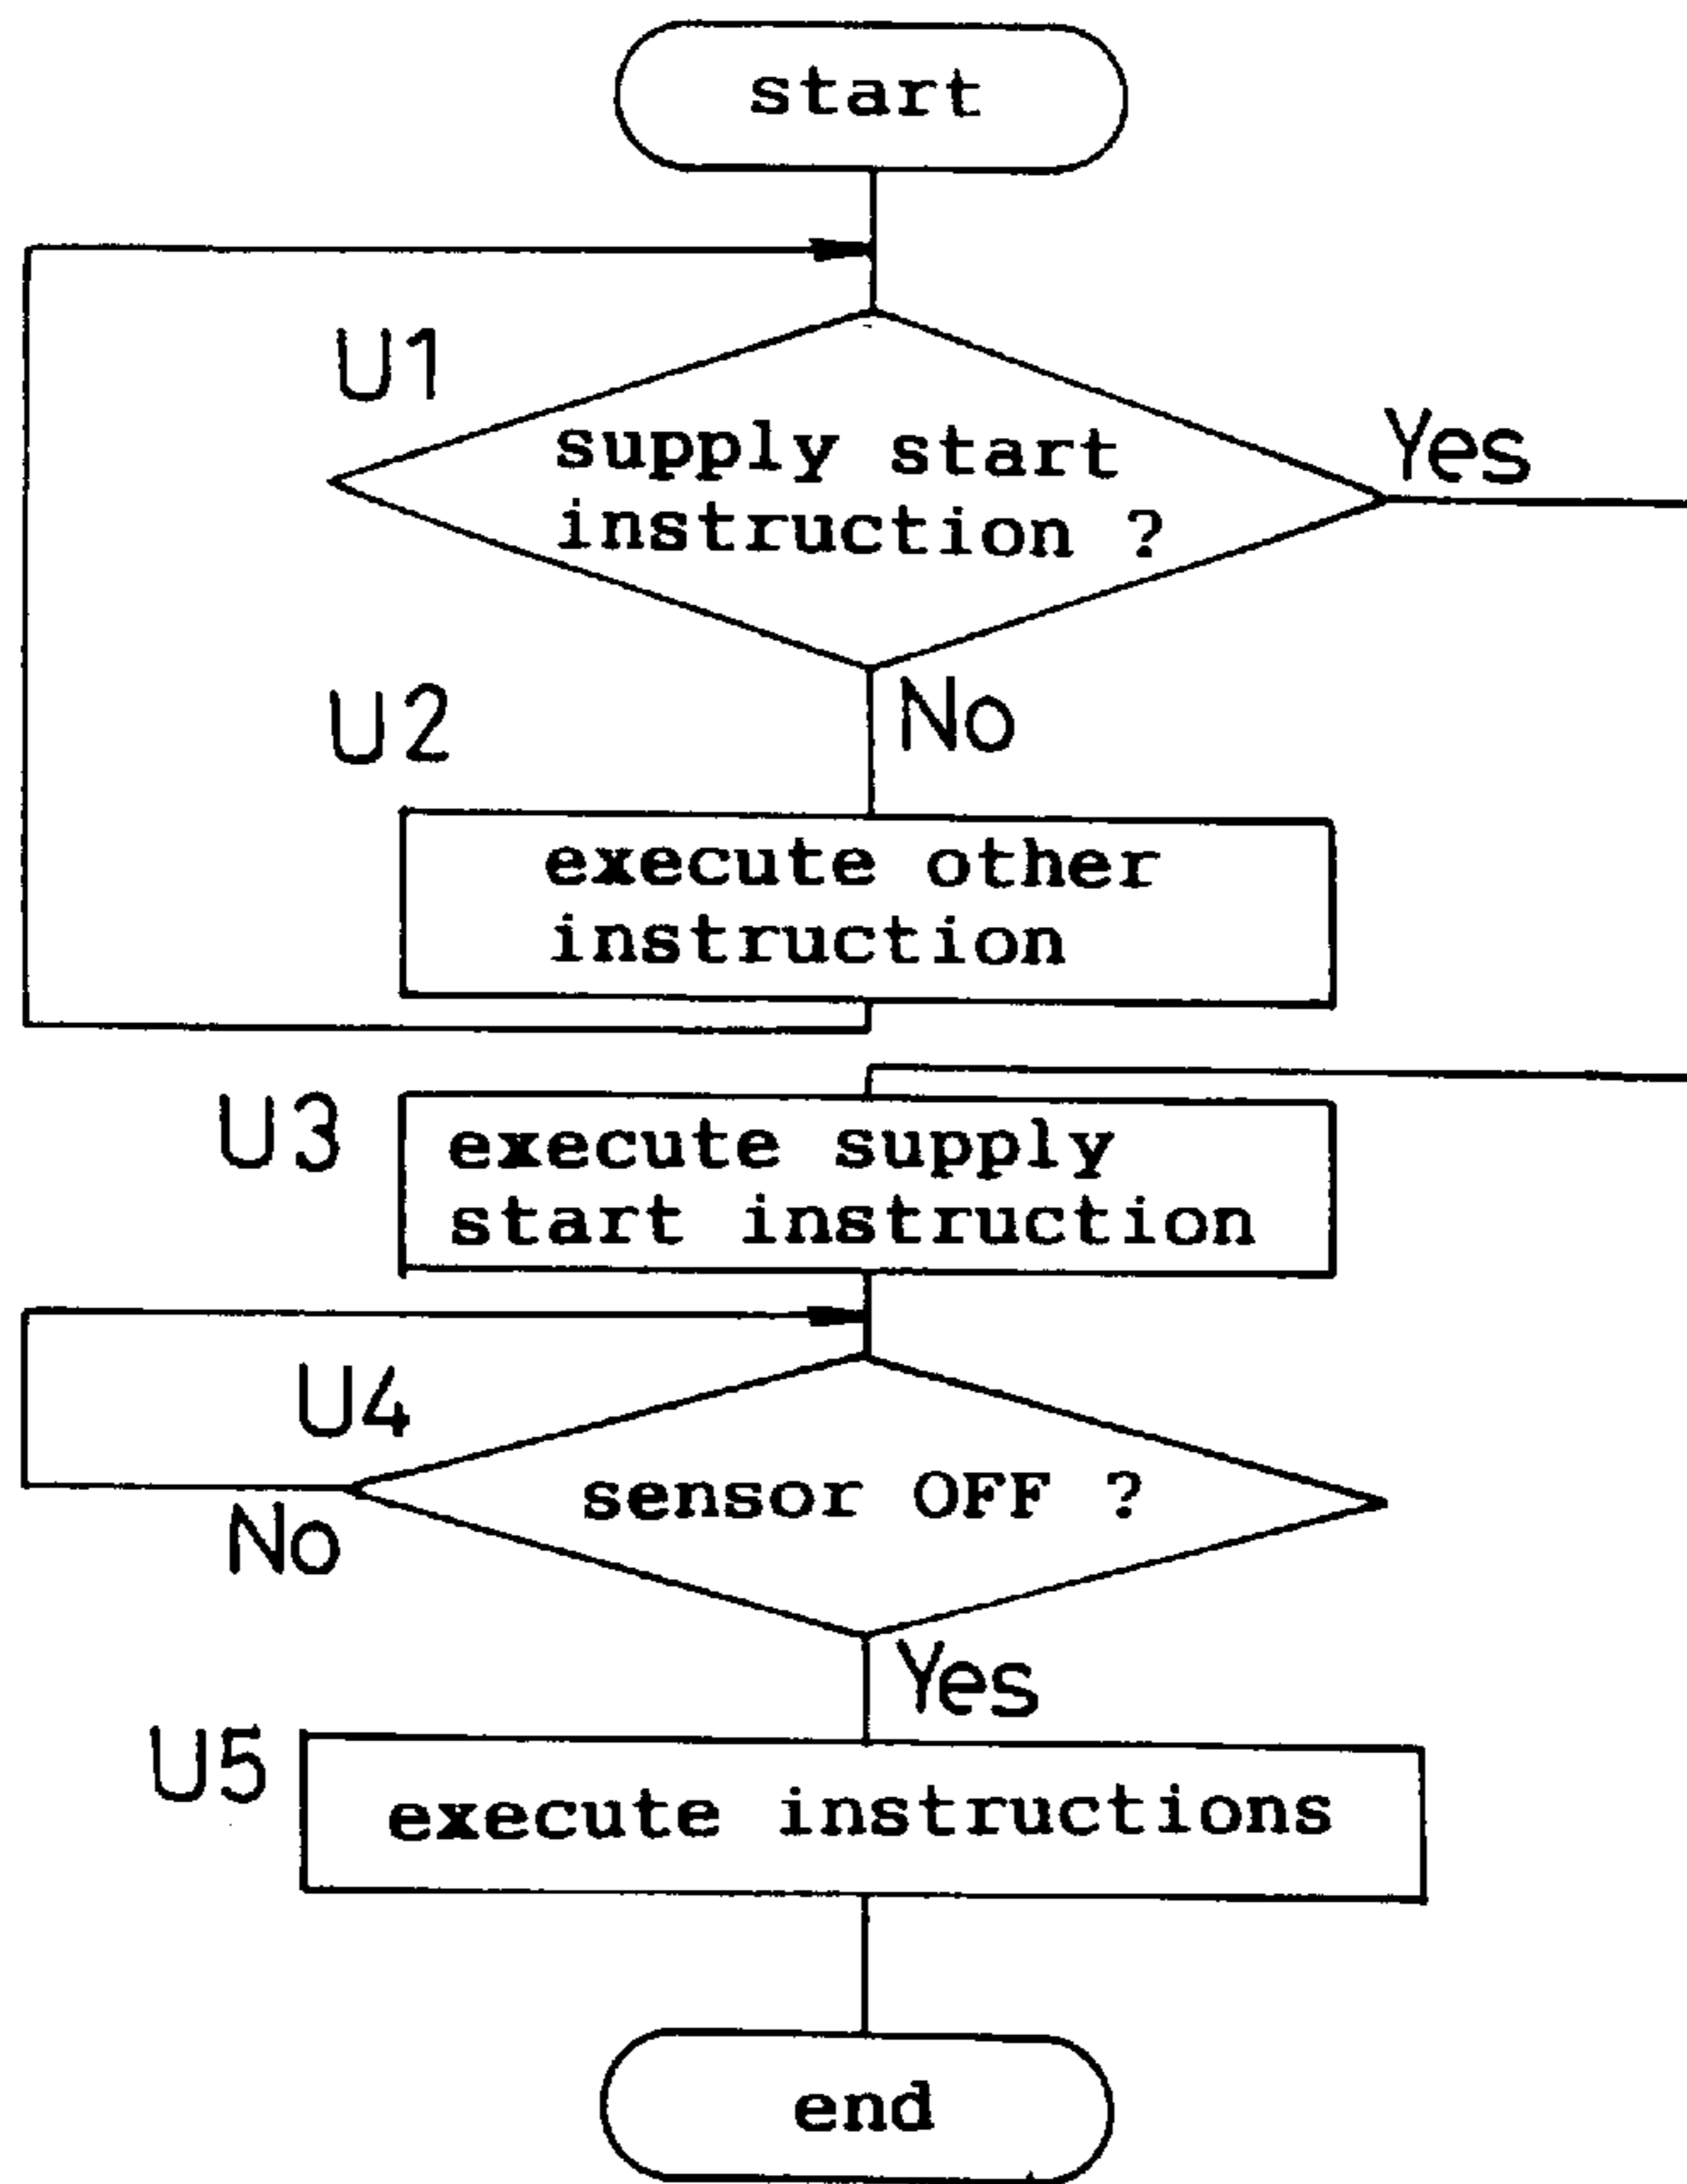 start
U1
supply start
instruction ?
Yes
No
U2
execute other
instruction
U3
execute supply
start instruction
U4
sensor OFF ?
No
Yes
U5
execute instructions
end